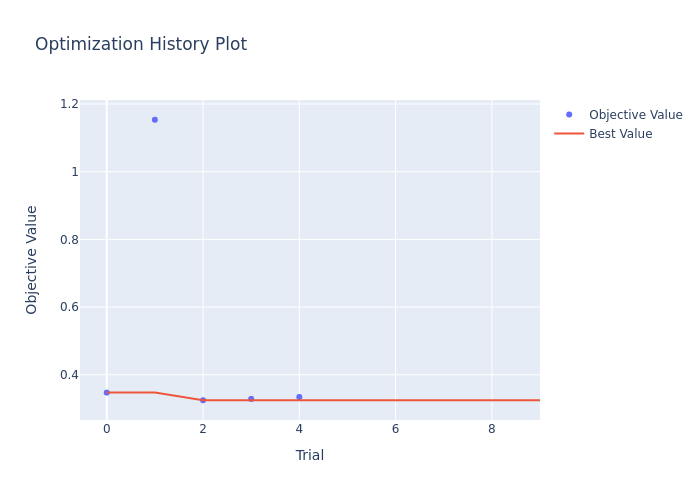 Optimization History Plot
Objective Value
Best Value
1.2
1
0.8
0.6
0.4
Objective Value
0
2
4
6
8
Trial